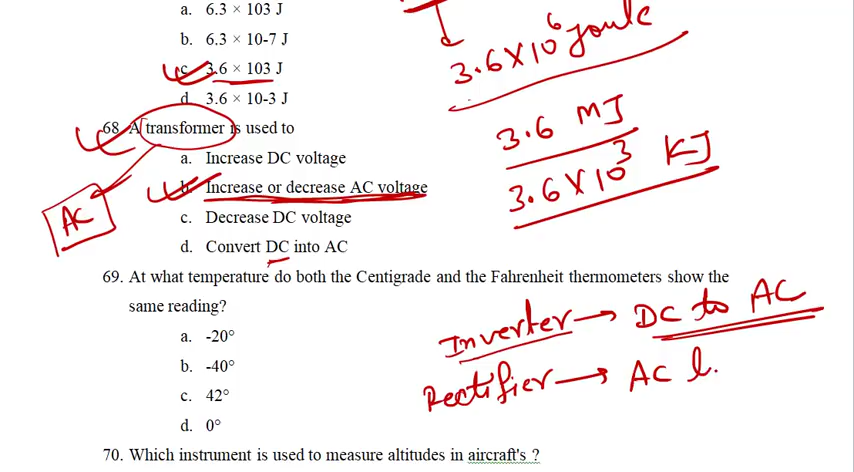 a. 6.3 × 103 J
b. 6.3 × 10-7 J
c. 3.6 × 103 J
d. 3.6 × 10-3 J
3.6 × 10⁶ joule
3.6 MJ
3.6 × 10³ KJ
68. A transformer is used to
a. Increase DC voltage
b. Increase or decrease AC voltage
AC
c. Decrease DC voltage
d. Convert DC into AC
69. At what temperature do both the Centigrade and the Fahrenheit thermometers show the
same reading?
a. -20°
b. -40°
c. 42°
d. 0°
Inverter → DC to AC
Rectifier → AC
70. Which instrument is used to measure altitudes in aircraft's ?